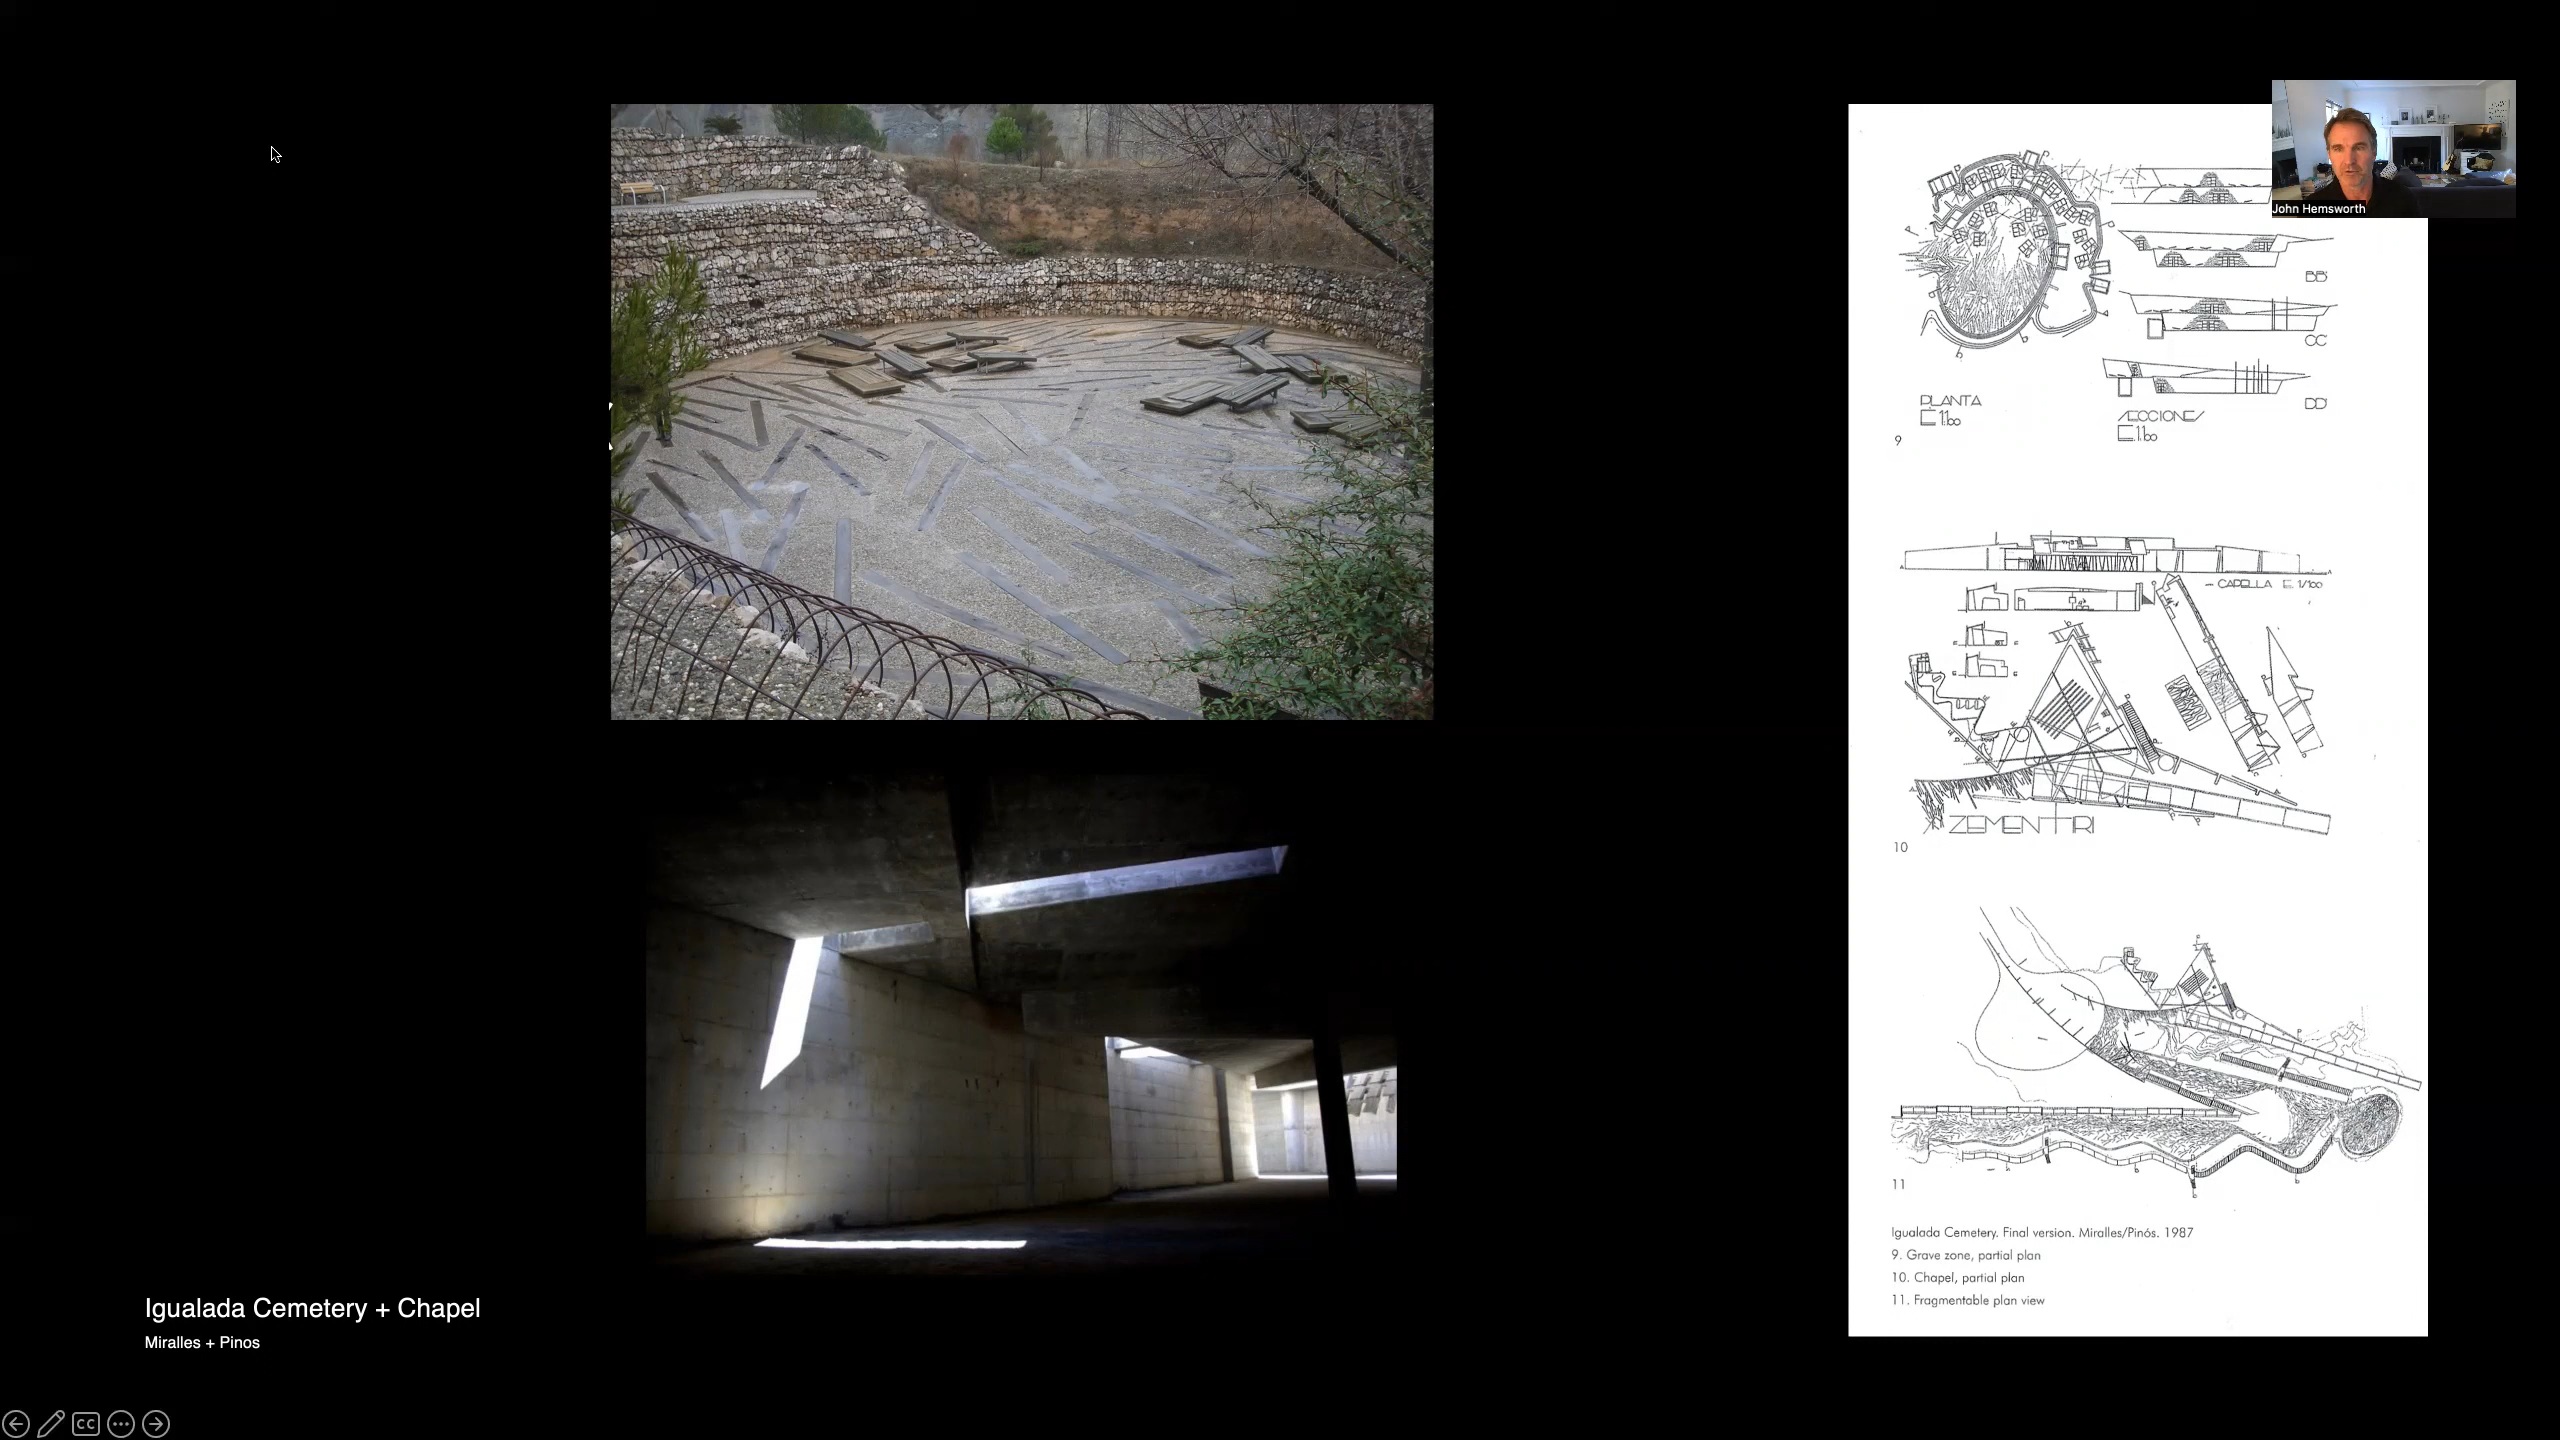 John Hemsworth
BB'
CC'
DD'
PLANTA
E 1:100
SECCIONES
E. 1:100
9
CAPELLA E. 1/100
ZEMENTIRI
10
11
Igualada Cemetery. Final version. Miralles/Pinós. 1987
9. Grave zone, partial plan
10. Chapel, partial plan
11. Fragmentable plan view
Igualada Cemetery + Chapel
Miralles + Pinos
CC